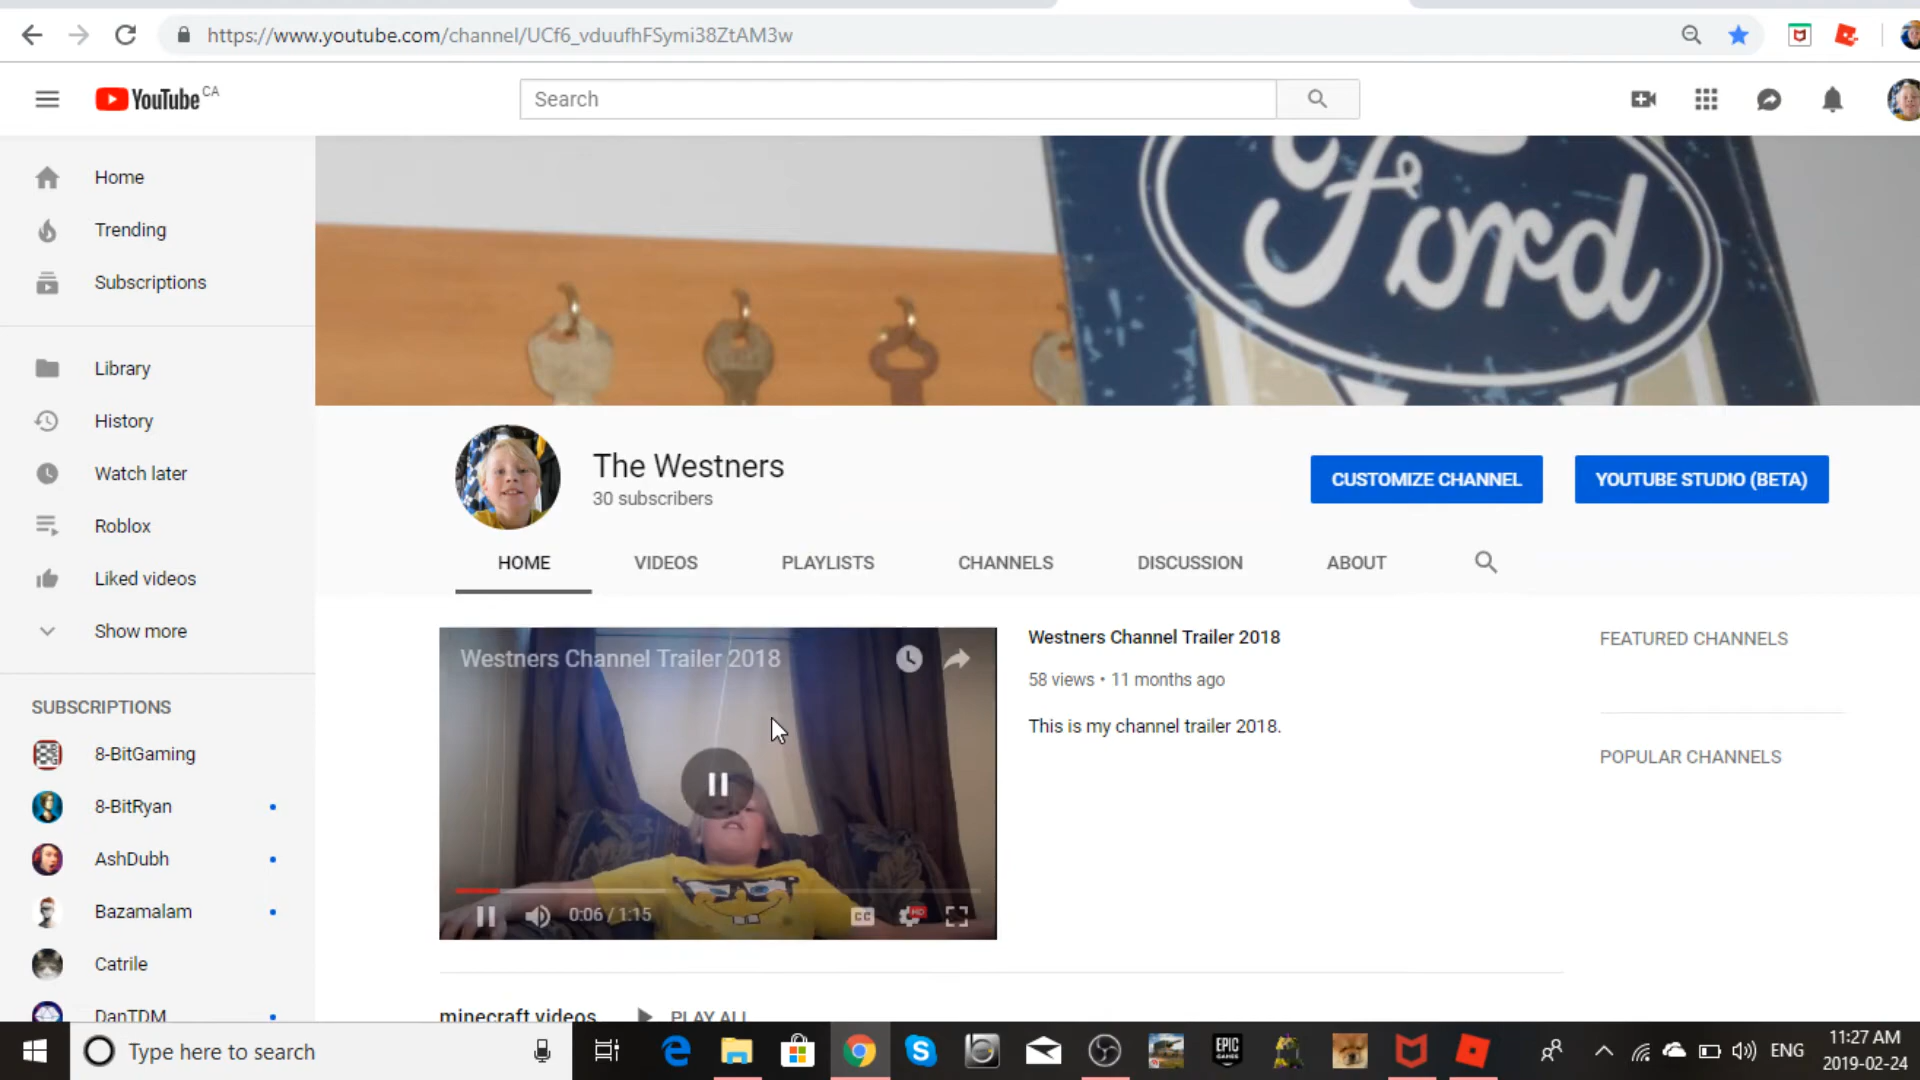 https://www.youtube.com/channel/UCf6_vduufhFSymi38ZtAM3w
YouTube CA
Search
Home
Trending
Subscriptions
Library
History
Watch later
Roblox
Liked videos
Show more
SUBSCRIPTIONS
8-BitGaming
8-BitRyan
AshDubh
Bazamalam
Catrile
DanTDM
Ford
The Westners
30 subscribers
CUSTOMIZE CHANNEL
YOUTUBE STUDIO (BETA)
HOME VIDEOS PLAYLISTS CHANNELS DISCUSSION ABOUT
Westners Channel Trailer 2018
0:06 / 1:15
CC
HD
Westners Channel Trailer 2018
58 views • 11 months ago
This is my channel trailer 2018.
FEATURED CHANNELS
POPULAR CHANNELS
minecraft videos PLAY ALL
Type here to search
EPIC GAMES
ENG
11:27 AM
2019-02-24